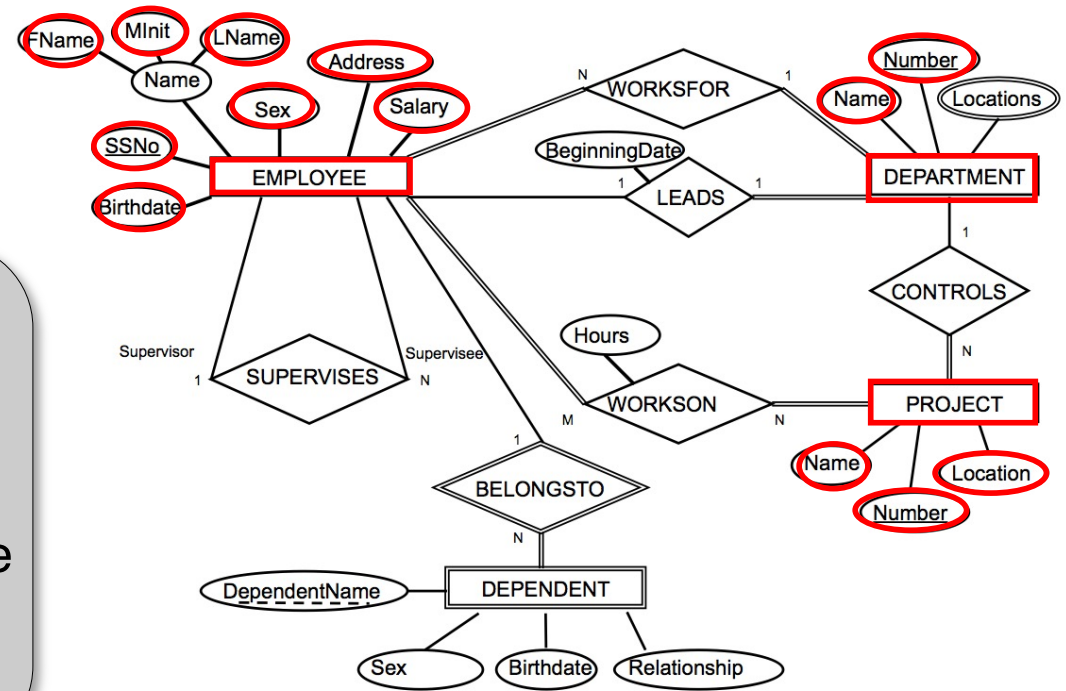 FName
MInit
LName
Name
Address
Sex
Salary
SSNo
Birthdate
EMPLOYEE
N
WORKSFOR
1
Number
Name
Locations
DEPARTMENT
BeginningDate
1
LEADS
1
1
CONTROLS
N
Supervisor
1
SUPERVISES
Supervisee
N
Hours
M
WORKSON
N
PROJECT
Name
Number
Location
1
BELONGSTO
N
DependentName
DEPENDENT
Sex
Birthdate
Relationship
e